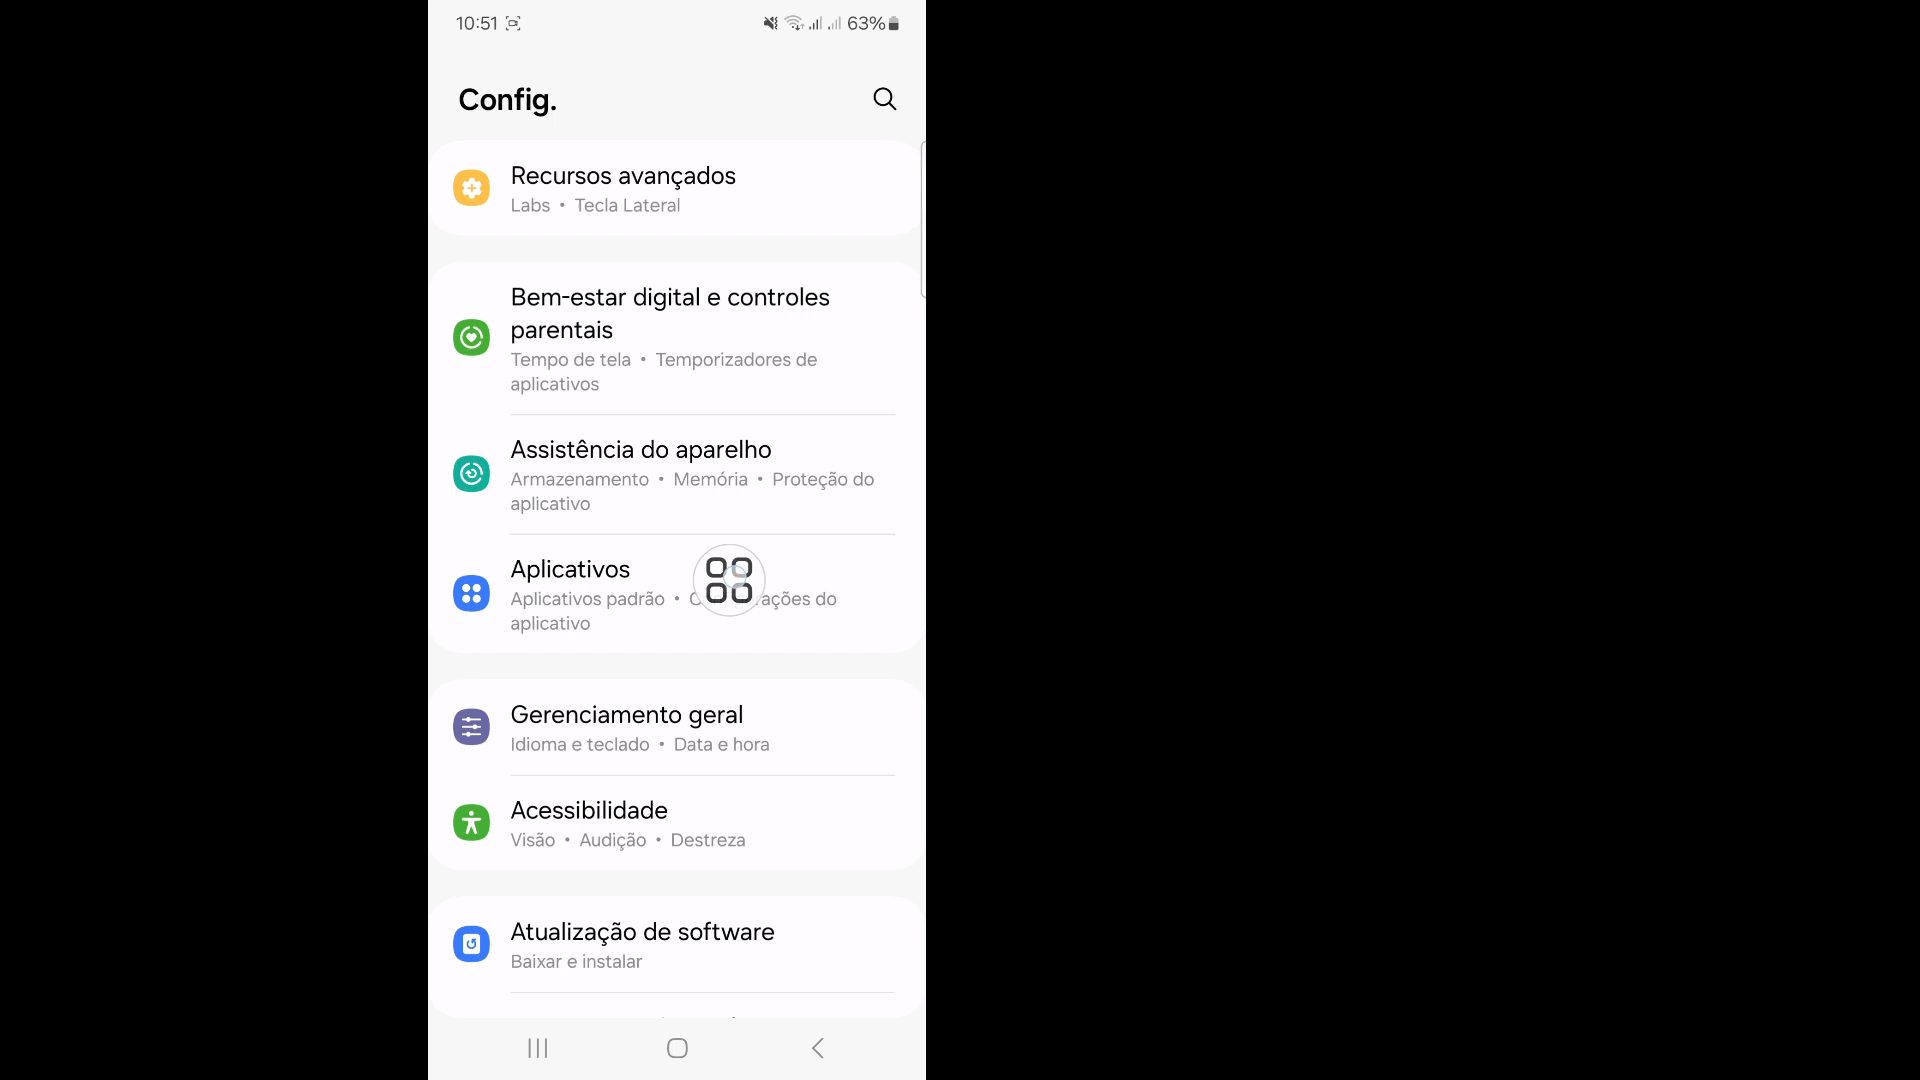 10:51 63%
Config.
Recursos avançados
Labs • Tecla Lateral
Bem-estar digital e controles
parentais
Tempo de tela • Temporizadores de
aplicativos
Assistência do aparelho
Armazenamento • Memória • Proteção do
aplicativo
Aplicativos
Aplicativos padrão • do
aplicativo
Gerenciamento geral
Idioma e teclado • Data e hora
Acessibilidade
Visão • Audição • Destreza
Atualização de software
Baixar e instalar